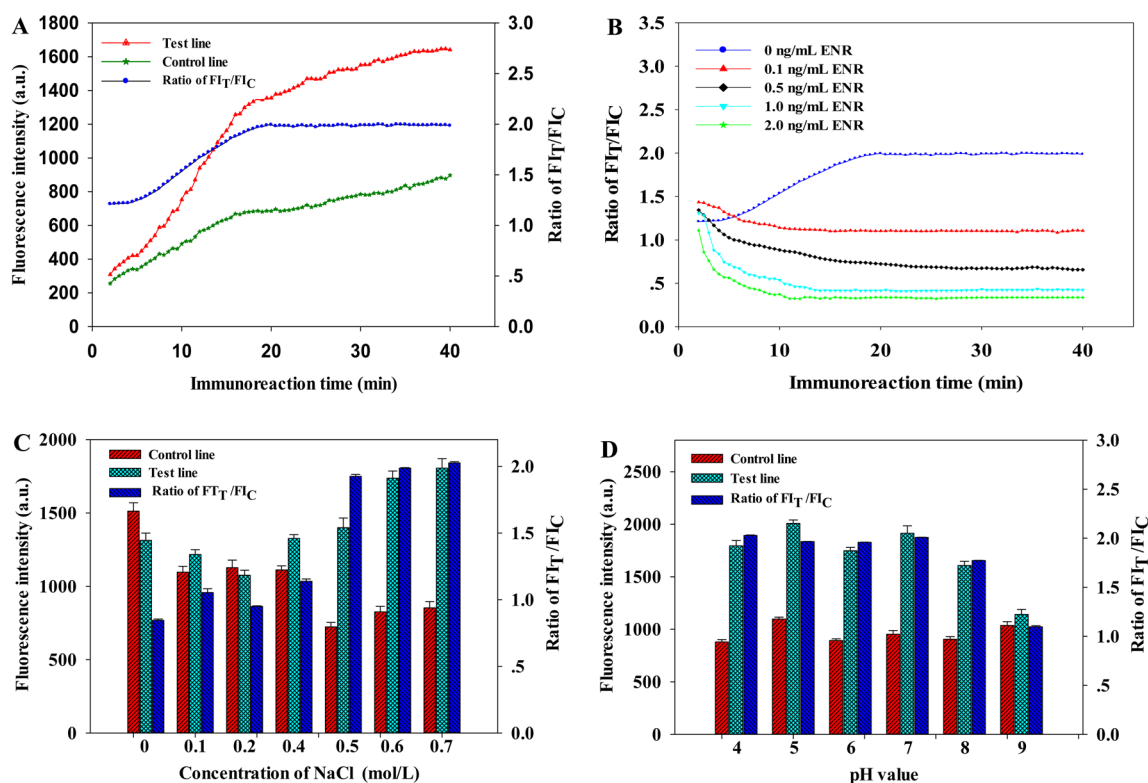 A
Fluorescence intensity (a.u.)
1800
1600
1400
1200
1000
800
600
400
200
0
Test line
Control line
Ratio of FIT/FIC
3.0
2.5
2.0
1.5
1.0
.5
0.0
Ratio of FIT/FIC
0
10
20
30
40
Immunoreaction time (min)
B
Ratio of FIT/FIC
3.5
3.0
2.5
2.0
1.5
1.0
.5
0.0
0 ng/mL ENR
0.1 ng/mL ENR
0.5 ng/mL ENR
1.0 ng/mL ENR
2.0 ng/mL ENR
0
10
20
30
40
Immunoreaction time (min)
C
Fluorescence intensity (a.u.)
2000
1500
1000
500
0
Control line
Test line
Ratio of FTT /FIC
2.0
1.5
1.0
.5
0.0
Ratio of FIT /FIC
0
0.1
0.2
0.4
0.5
0.6
0.7
Concentration of NaCl (mol/L)
D
Fluorescence intensity (a.u.)
2500
2000
1500
1000
500
0
Control line
Test line
Ratio of FIT /FIC
3.0
2.5
2.0
1.5
1.0
.5
0.0
Ratio of FIT /FIC
4
5
6
7
8
9
pH value